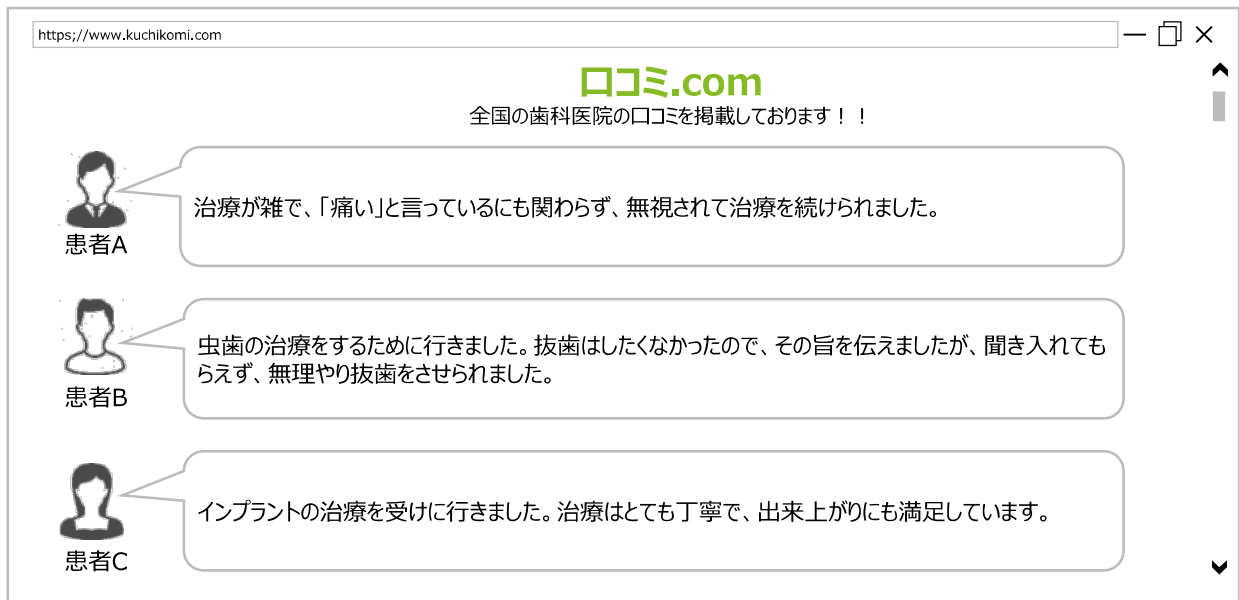 https;//www.kuchikomi.com
口コミ.com
全国の歯科医院の口コミを掲載しております！！
治療が雑で、「痛い」と言っているにも関わらず、無視されて治療を続けられました。
患者A
虫歯の治療をするために行きました。抜歯はしたくなかったので、その旨を伝えましたが、聞き入れても
らえず、無理やり抜歯をさせられました。
患者B
インプラントの治療を受けに行きました。治療はとても丁寧で、出来上がりにも満足しています。
患者C